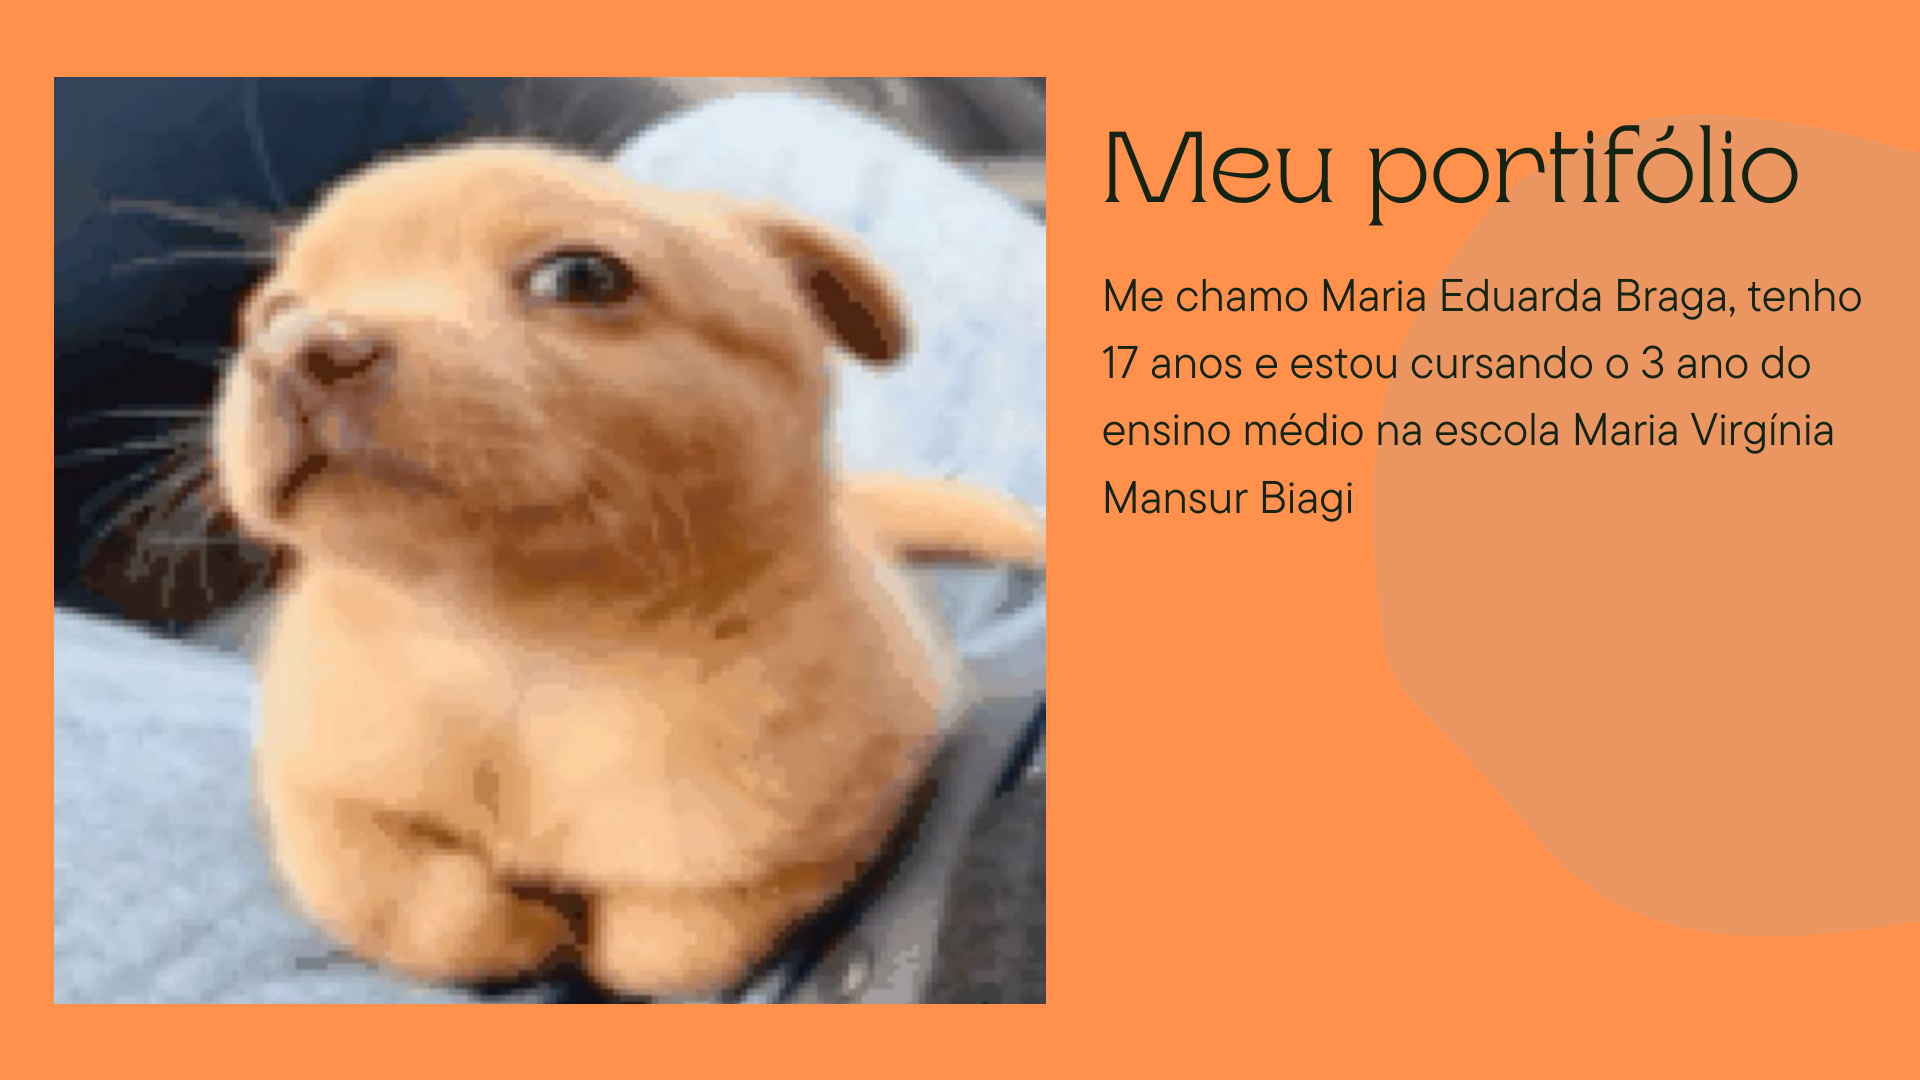 Meu portifólio
Me chamo Maria Eduarda Braga, tenho
17 anos e estou cursando o 3 ano do
ensino médio na escola Maria Virgínia
Mansur Biagi